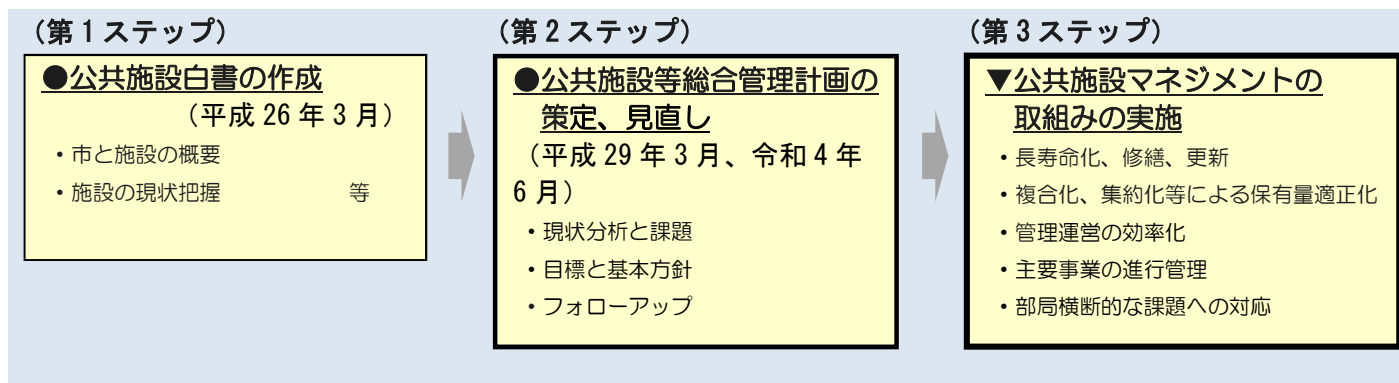 （第１ステップ）
●公共施設白書の作成
（平成 26 年 3 月）
・市と施設の概要
・施設の現状把握　　　　　等
（第２ステップ）
●公共施設等総合管理計画の
策定、見直し
（平成 29 年 3 月、令和 4 年
6 月）
・現状分析と課題
・目標と基本方針
・フォローアップ
（第３ステップ）
▼公共施設マネジメントの
取組みの実施
・長寿命化、修繕、更新
・複合化、集約化等による保有量適正化
・管理運営の効率化
・主要事業の進行管理
・部局横断的な課題への対応